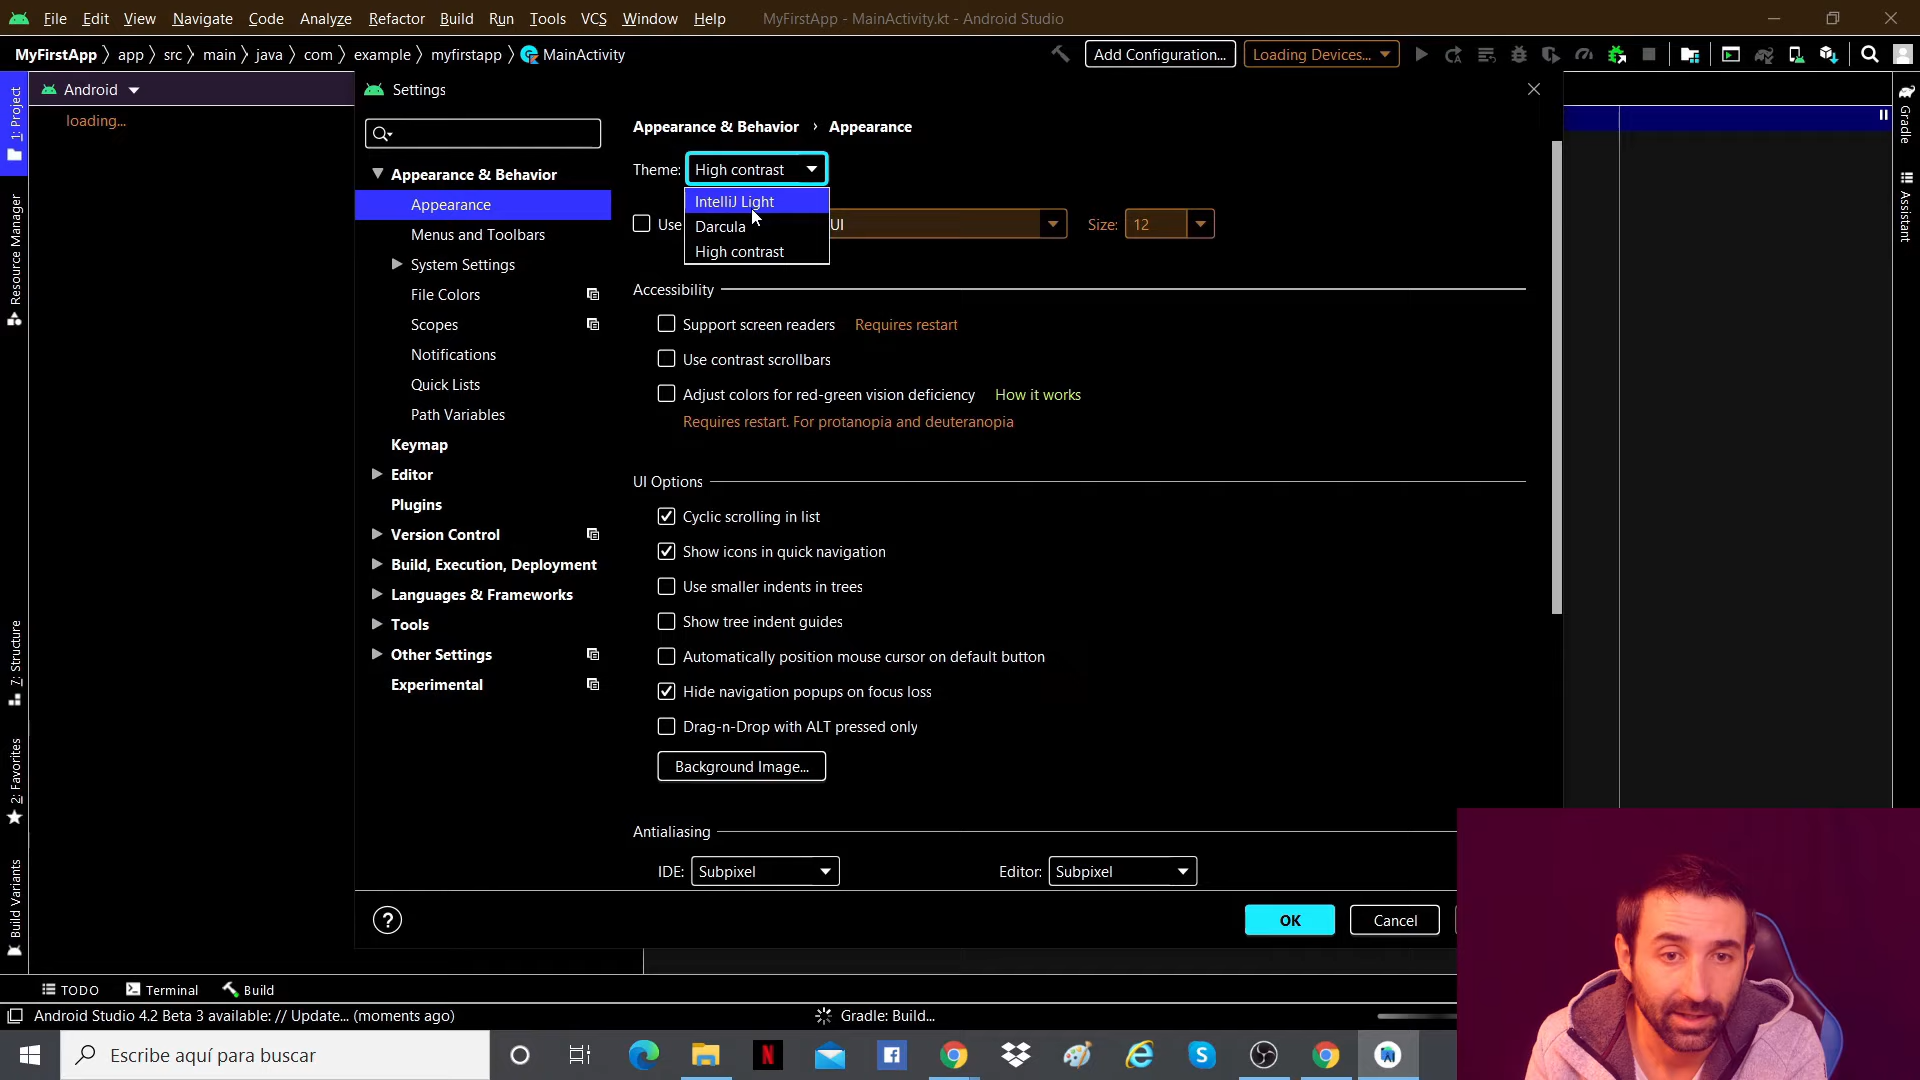 File Edit View Navigate Code Analyze Refactor Build Run Tools VCS Window Help MyFirstApp - MainActivity.kt - Android Studio
MyFirstApp app src main java com example myfirstapp MainActivity Add Configuration... Loading Devices...
1: Project
Resource Manager
7: Structure
2: Favorites
Build Variants
Android
loading...
Settings
Appearance & Behavior
Appearance
Menus and Toolbars
System Settings
File Colors
Scopes
Notifications
Quick Lists
Path Variables
Keymap
Editor
Plugins
Version Control
Build, Execution, Deployment
Languages & Frameworks
Tools
Other Settings
Experimental
Appearance & Behavior › Appearance
Theme: High contrast
IntelliJ Light
Darcula
High contrast
Use UI Size: 12
Accessibility
Support screen readers Requires restart
Use contrast scrollbars
Adjust colors for red-green vision deficiency How it works
Requires restart. For protanopia and deuteranopia
UI Options
Cyclic scrolling in list
Show icons in quick navigation
Use smaller indents in trees
Show tree indent guides
Automatically position mouse cursor on default button
Hide navigation popups on focus loss
Drag-n-Drop with ALT pressed only
Background Image...
Antialiasing
IDE: Subpixel Editor: Subpixel
? OK Cancel
Gradle
Assistant
TODO Terminal Build
Android Studio 4.2 Beta 3 available: // Update... (moments ago) Gradle: Build...
Escribe aquí para buscar